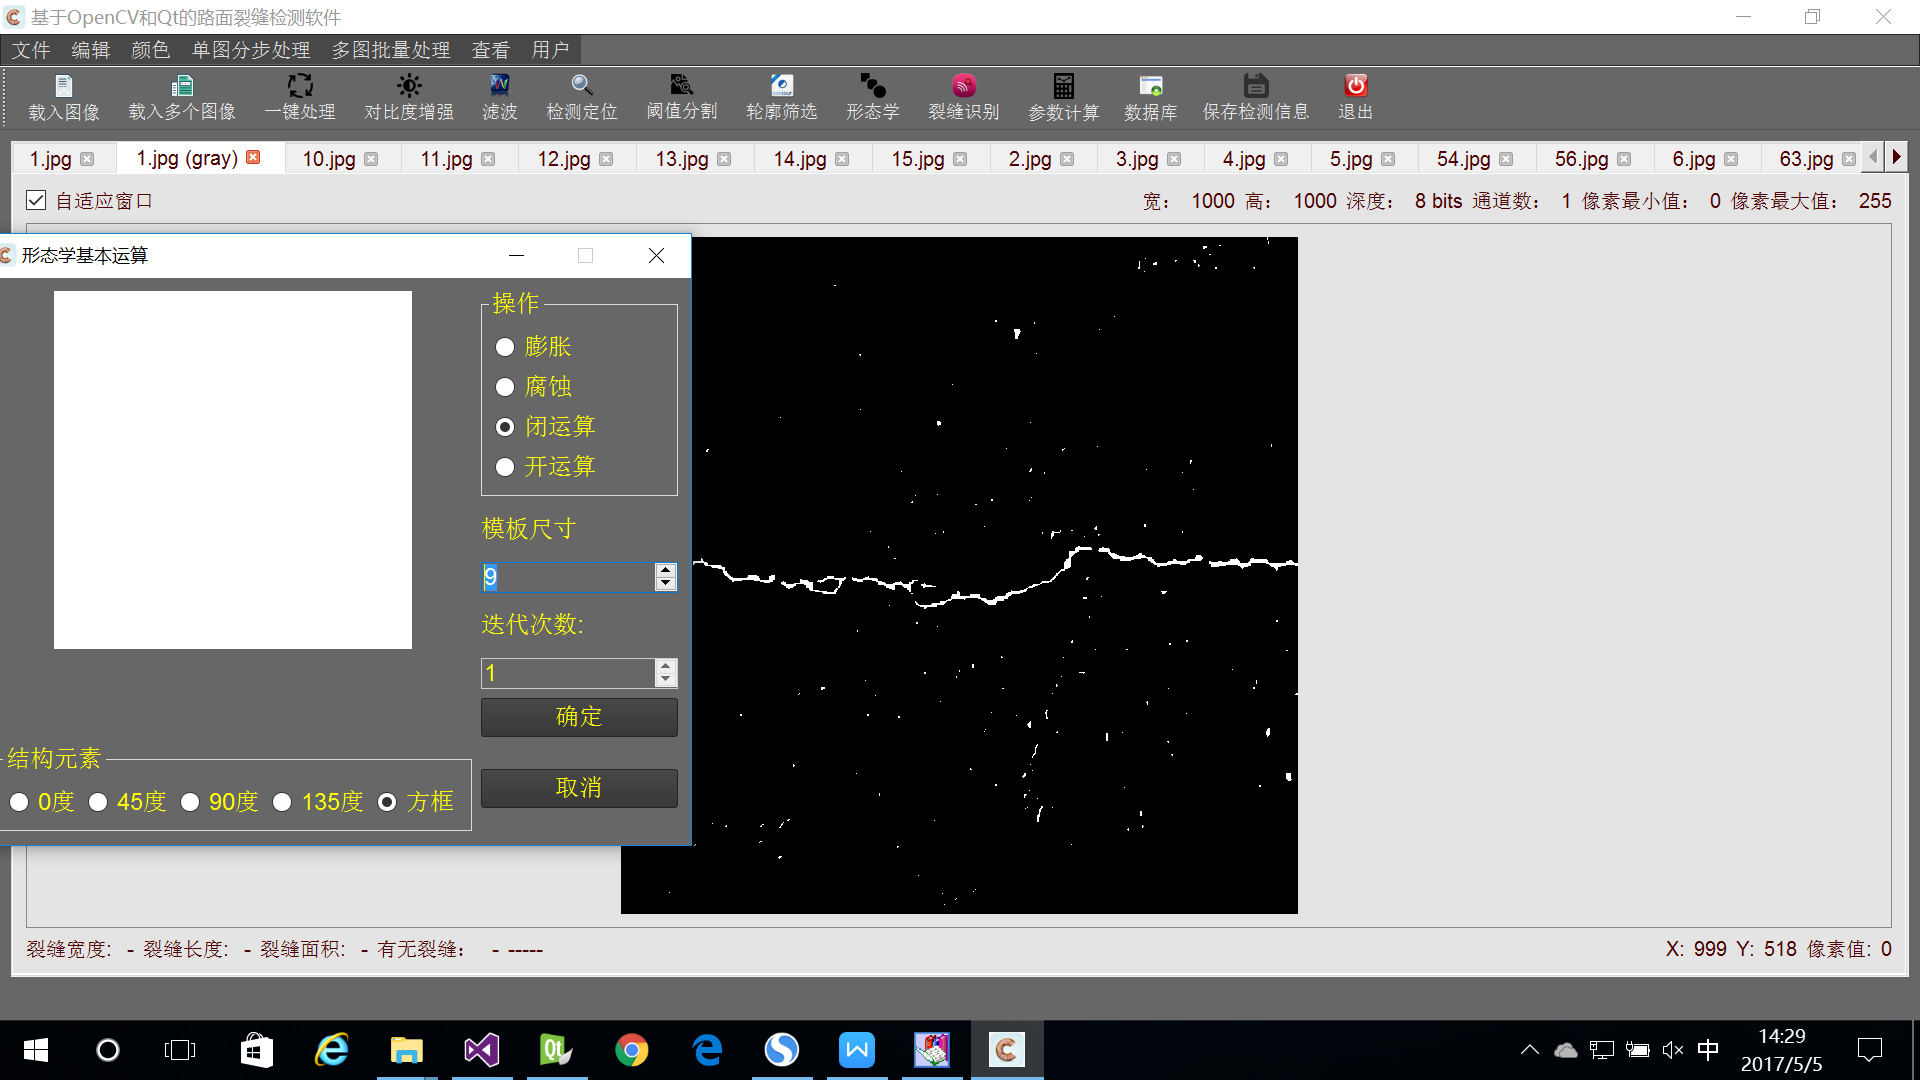 基于OpenCV和Qt的路面裂缝检测软件
文件 编辑 颜色 单图分步处理 多图批量处理 查看 用户
载入图像 载入多个图像 一键处理 对比度增强 滤波 检测定位 阈值分割 轮廓筛选 形态学 裂缝识别 参数计算 数据库 保存检测信息 退出
1.jpg 1.jpg (gray) 10.jpg 11.jpg 12.jpg 13.jpg 14.jpg 15.jpg 2.jpg 3.jpg 4.jpg 5.jpg 54.jpg 56.jpg 6.jpg 63.jpg
自适应窗口 宽: 1000 高: 1000 深度: 8 bits 通道数: 1 像素最小值: 0 像素最大值: 255
形态学基本运算
操作
膨胀
腐蚀
闭运算
开运算
模板尺寸
9
迭代次数:
1
确定
取消
结构元素
0度 45度 90度 135度 方框
裂缝宽度: - 裂缝长度: - 裂缝面积: - 有无裂缝: - -----
X: 999 Y: 518 像素值: 0
中
14:29
2017/5/5